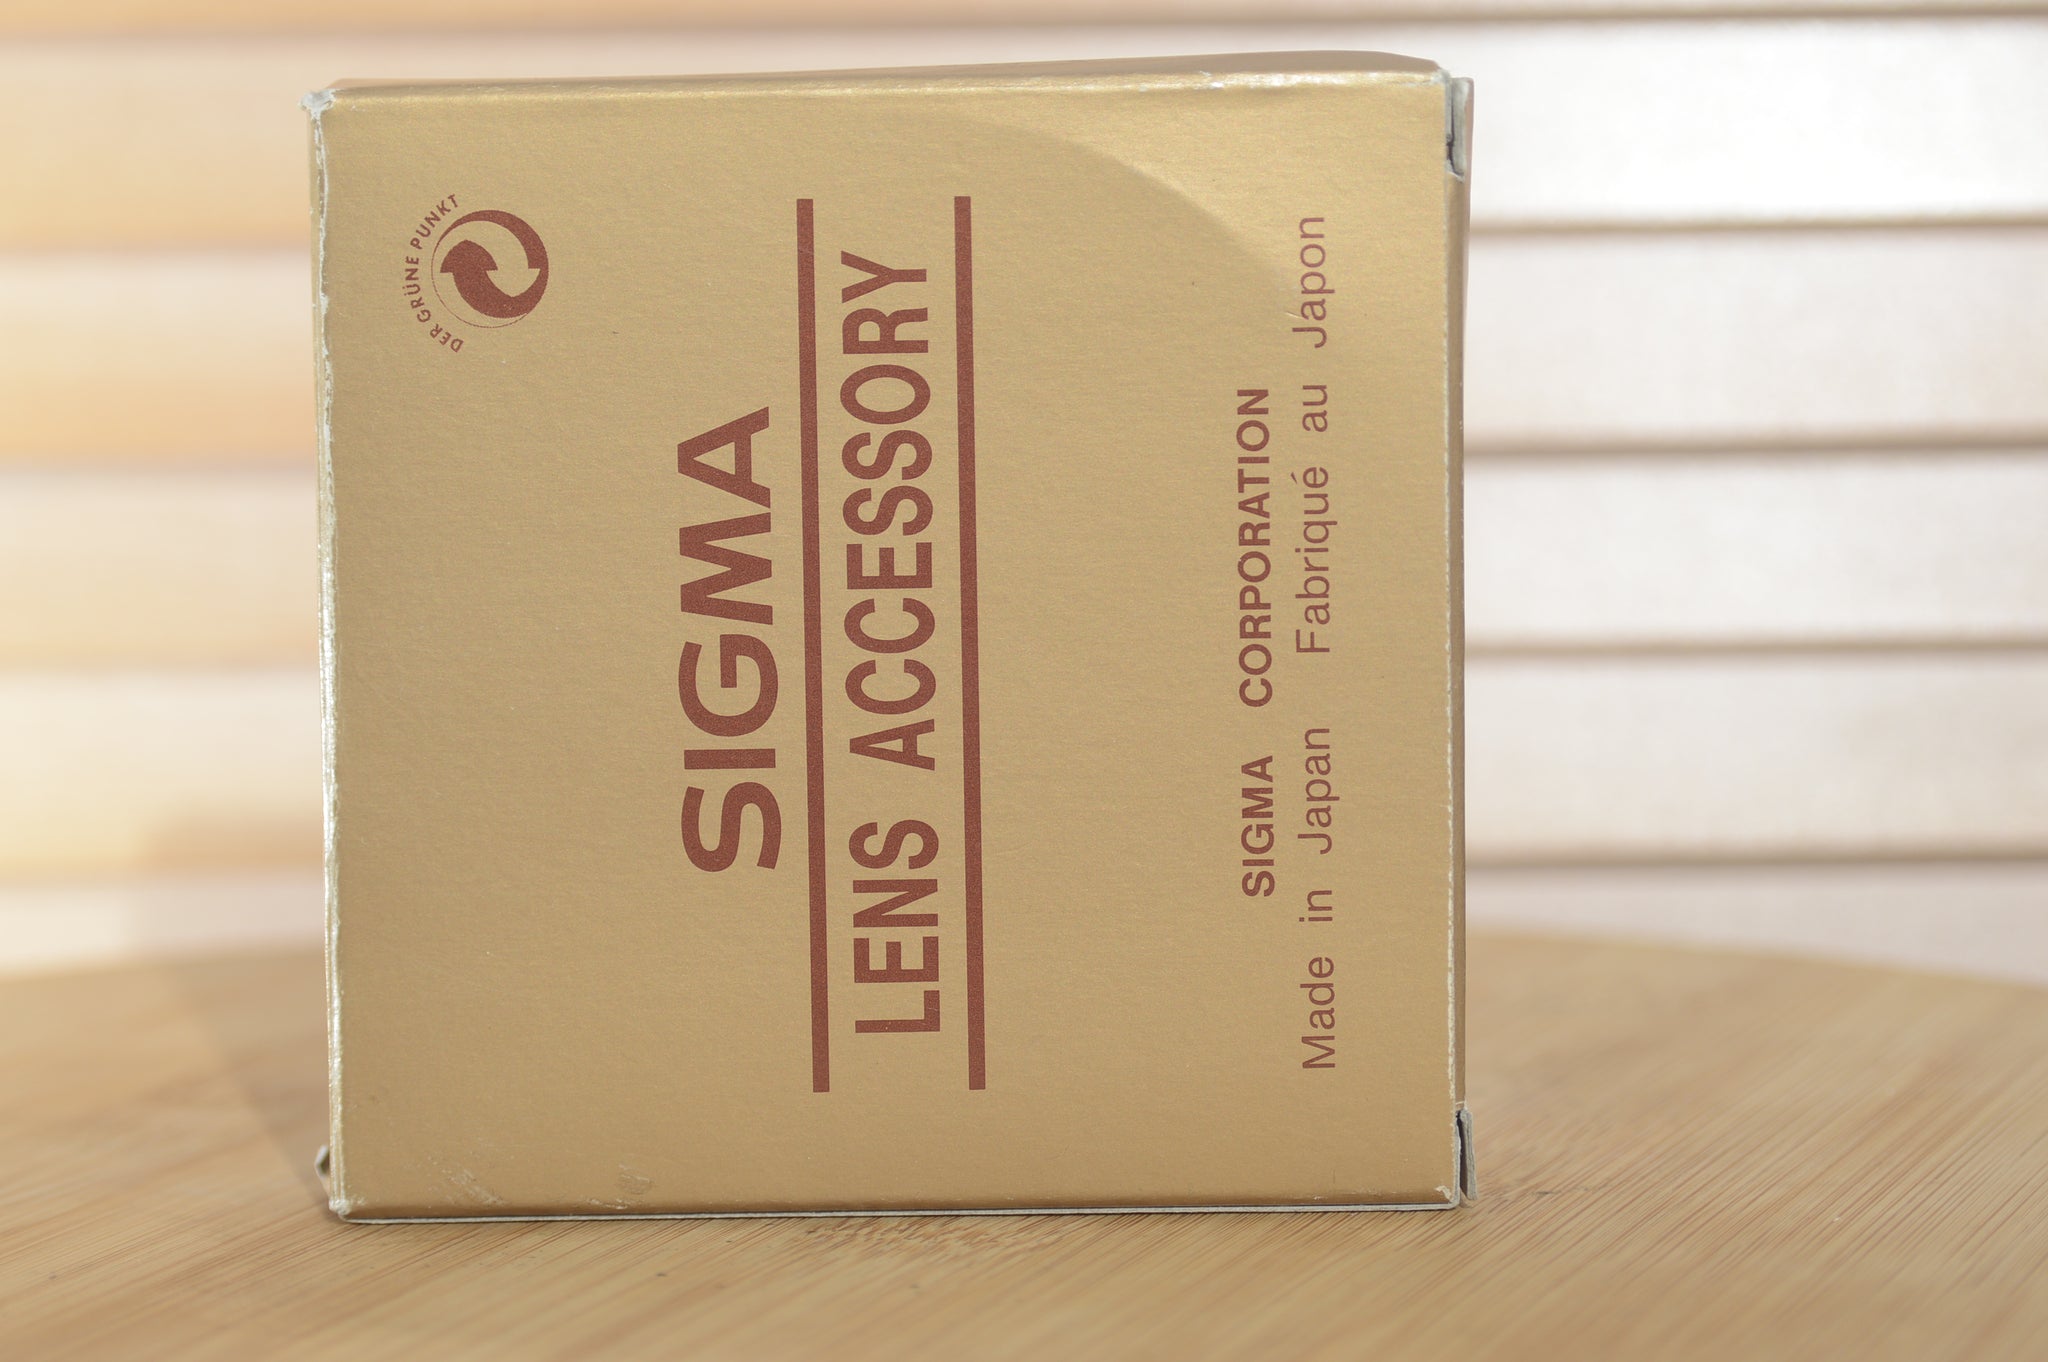 DER GRÜNE PUNKT
SIGMA
LENS ACCESSORY
SIGMA CORPORATION
Made in Japan Fabriqué au Japon